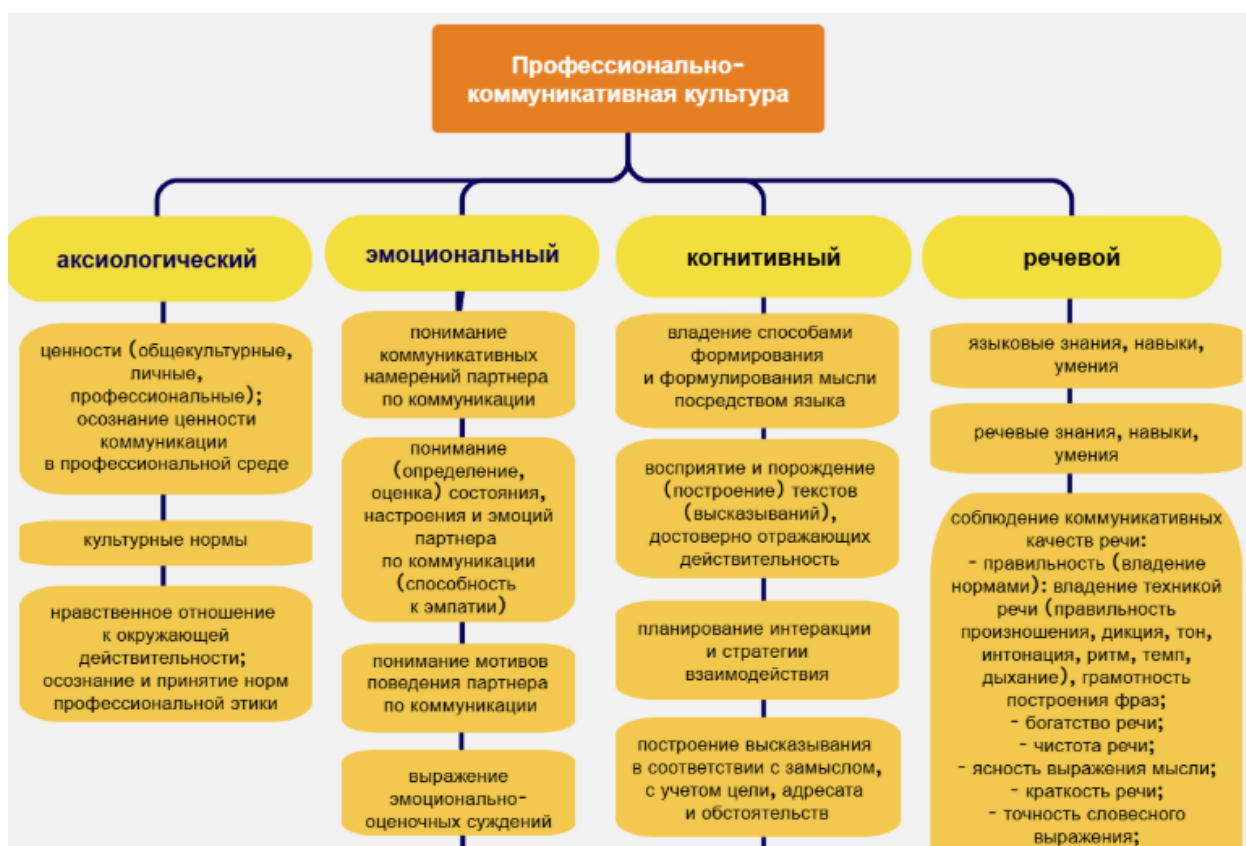 Профессионально-
коммуникативная культура
аксиологический
ценности (общекультурные,
личные,
профессиональные);
осознание ценности
коммуникации
в профессиональной среде
культурные нормы
нравственное отношение
к окружающей
действительности;
осознание и принятие норм
профессиональной этики
эмоциональный
понимание
коммуникативных
намерений партнера
по коммуникации
понимание
(определение,
оценка) состояния,
настроения и эмоций
партнера
по коммуникации
(способность
к эмпатии)
понимание мотивов
поведения партнера
по коммуникации
выражение
эмоционально-
оценочных суждений
когнитивный
владение способами
формирования
и формулирования мысли
посредством языка
восприятие и порождение
(построение) текстов
(высказываний),
достоверно отражающих
действительность
планирование интеракции
и стратегии
взаимодействия
построение высказывания
в соответствии с замыслом,
с учетом цели, адресата
и обстоятельств
речевой
языковые знания, навыки,
умения
речевые знания, навыки,
умения
соблюдение коммуникативных
качеств речи:
- правильность (владение
нормами): владение техникой
речи (правильность
произношения, дикция, тон,
интонация, ритм, темп,
дыхание), грамотность
построения фраз;
- богатство речи;
- чистота речи;
- ясность выражения мысли;
- краткость речи;
- точность словесного
выражения;